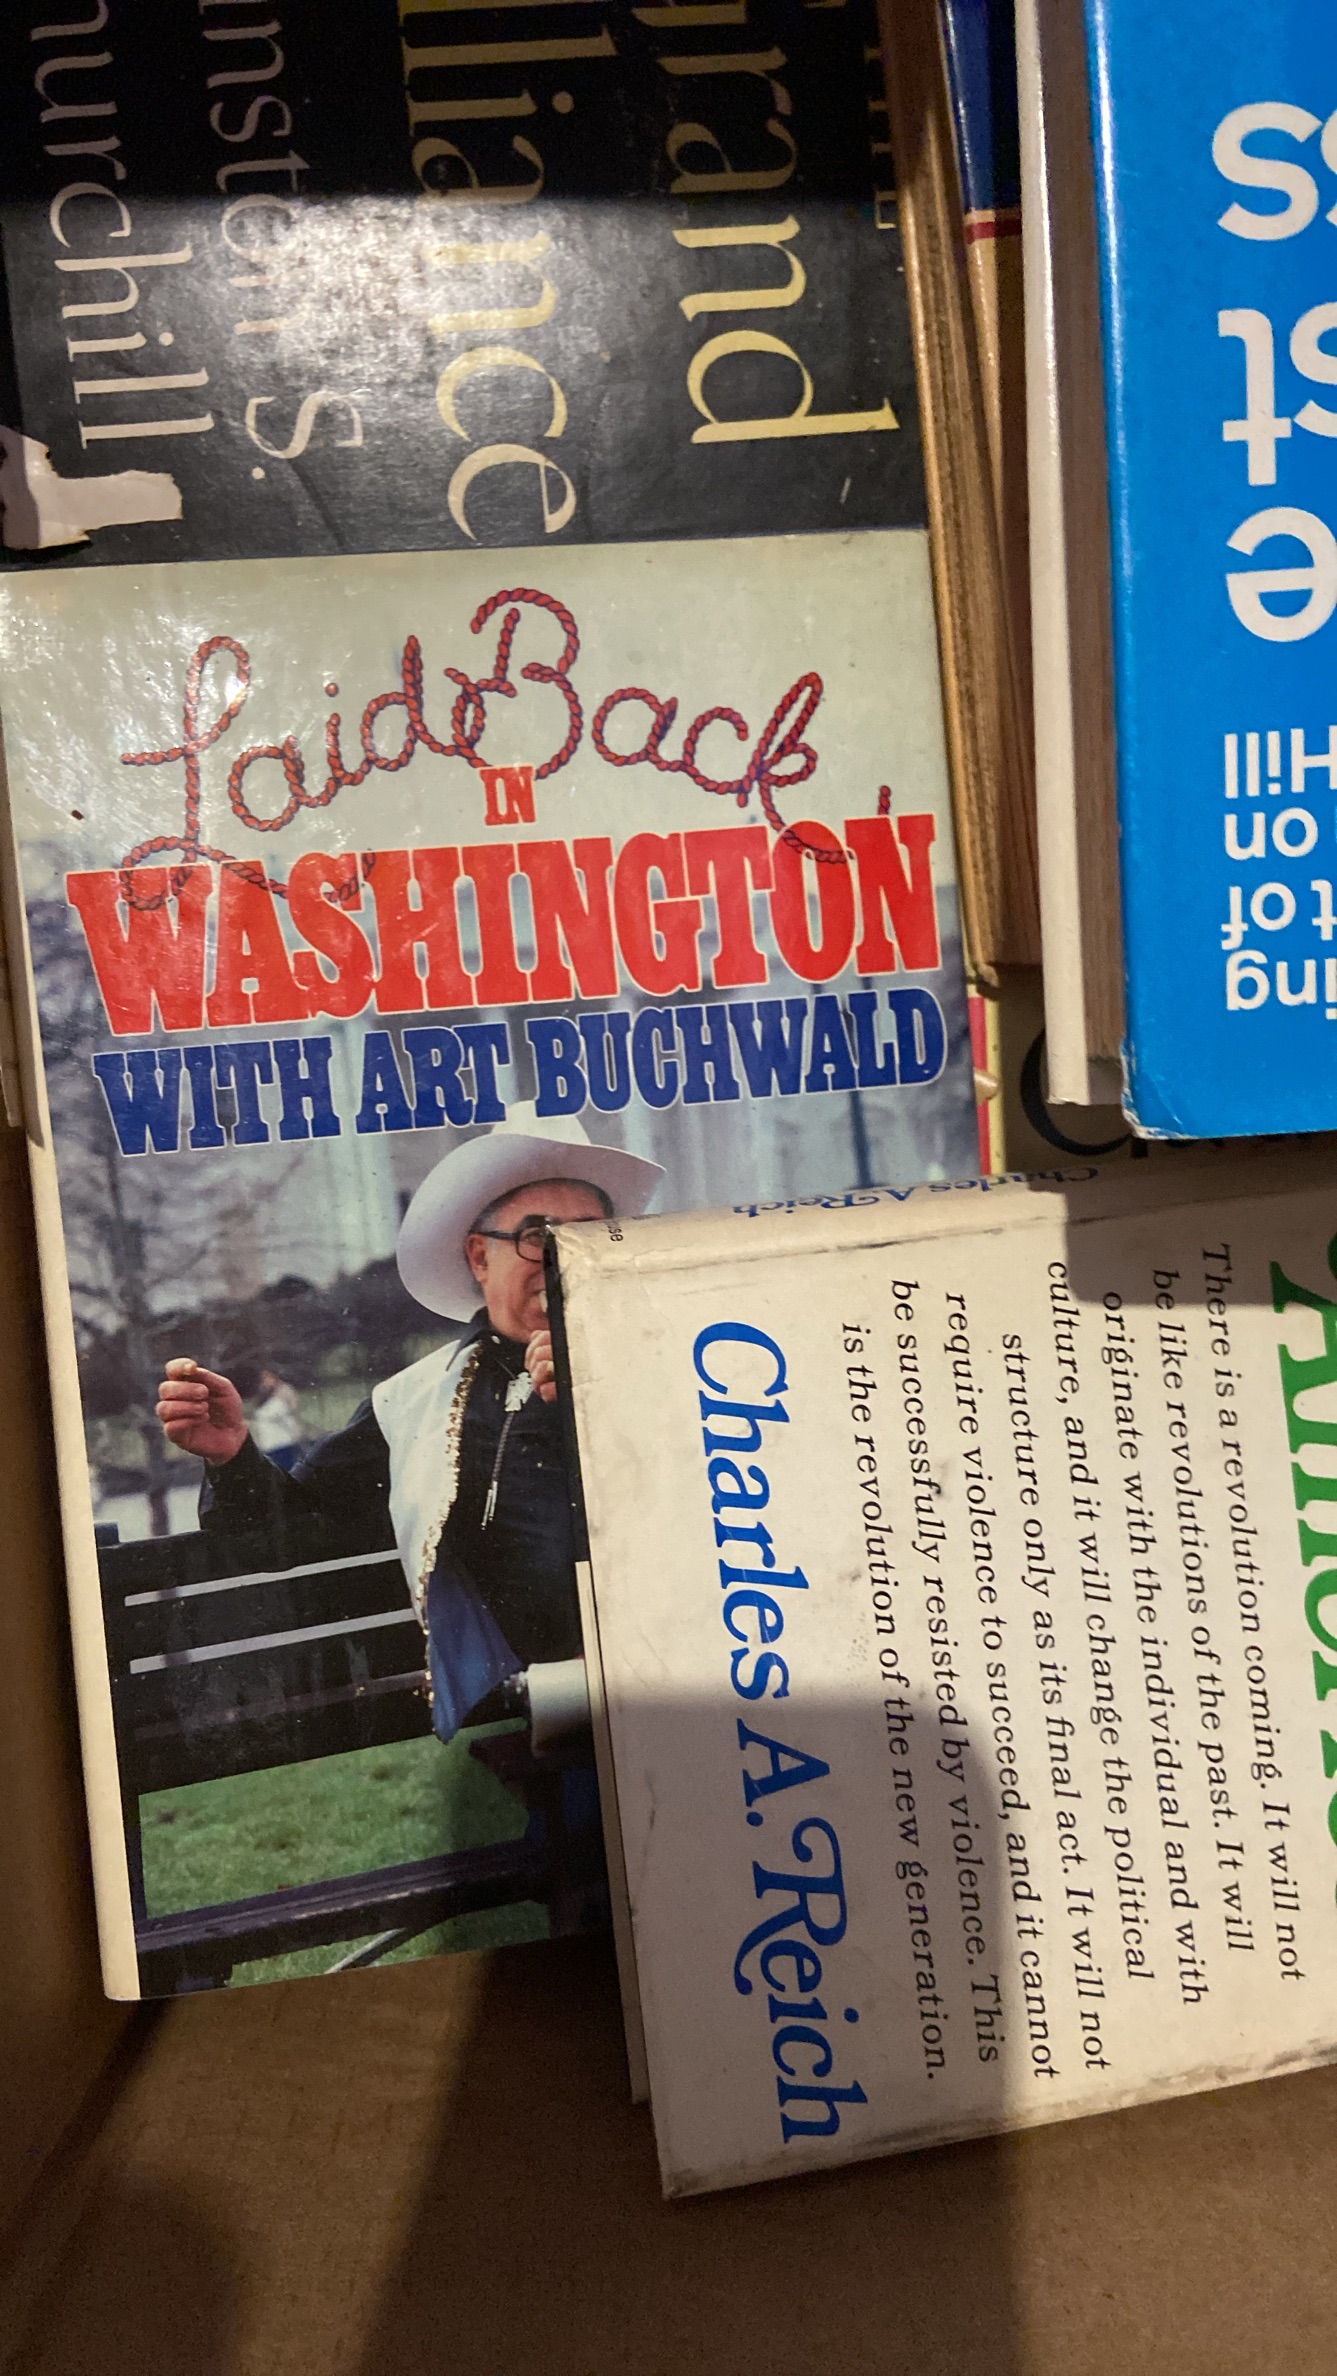 rand
liance
inston S.
hurchill
Laid Back
IN
WASHINGTON
WITH ART BUCHWALD
s
te
ing
t of
on
Hill
Charles A. Reich
There is a revolution coming. It will not
be like revolutions of the past. It will
originate with the individual and with
culture, and it will change the political
structure only as its final act. It will not
require violence to succeed, and it cannot
be successfully resisted by violence. This
is the revolution of the new generation.
Charles A. Reich